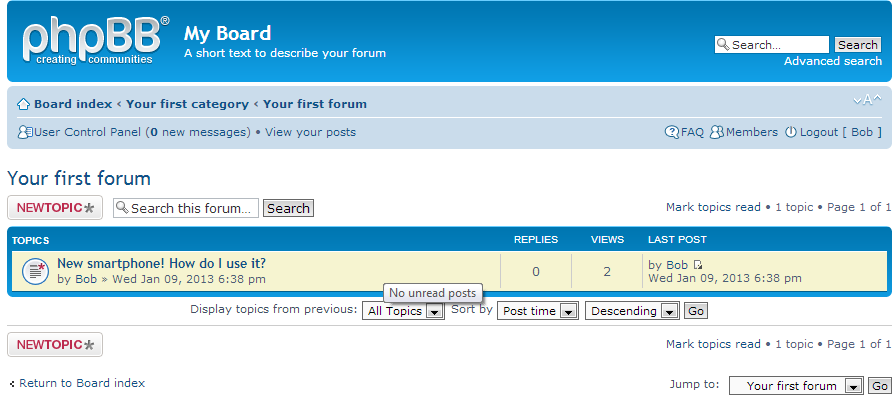 phpBB®
creating communities
My Board
A short text to describe your forum
Search... Search
Advanced search
Board index ‹ Your first category ‹ Your first forum
A
User Control Panel (0 new messages) • View your posts
FAQ Members Logout [ Bob ]
Your first forum
NEWTOPIC* Search this forum... Search
Mark topics read • 1 topic • Page 1 of 1
TOPICS REPLIES VIEWS LAST POST
New smartphone! How do I use it?
by Bob » Wed Jan 09, 2013 6:38 pm
0 2
by Bob
Wed Jan 09, 2013 6:38 pm
No unread posts
Display topics from previous: All Topics Sort by Post time Descending Go
NEWTOPIC*
Mark topics read • 1 topic • Page 1 of 1
Return to Board index
Jump to: Your first forum Go